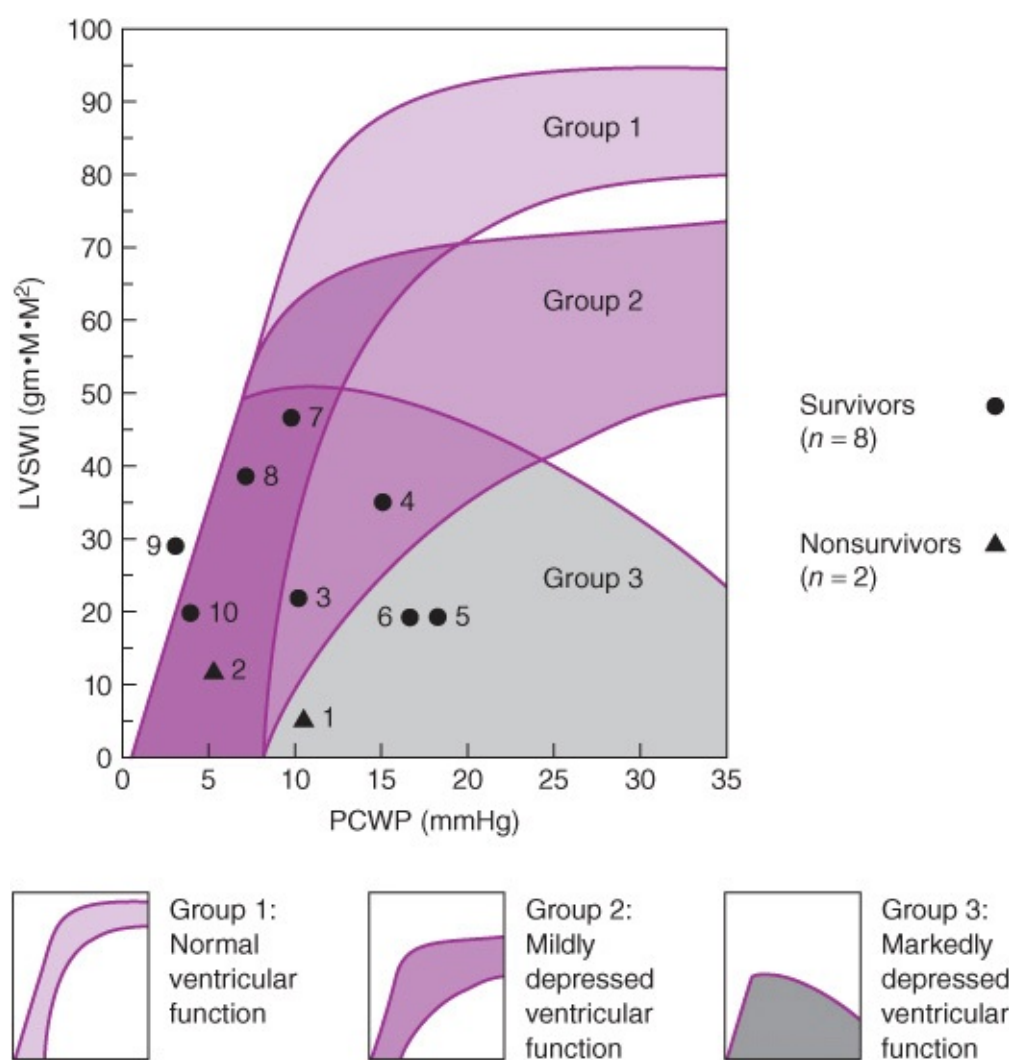 100
90
80
70
60
50
40
30
20
10
0
LVSWI (gm•M•M²)
0 5 10 15 20 25 30 35
PCWP (mmHg)
Group 1
Group 2
Group 3
7
8
9
4
10
3
6
5
2
1
Survivors
(n = 8)
Nonsurvivors
(n = 2)
Group 1:
Normal
ventricular
function
Group 2:
Mildly
depressed
ventricular
function
Group 3:
Markedly
depressed
ventricular
function